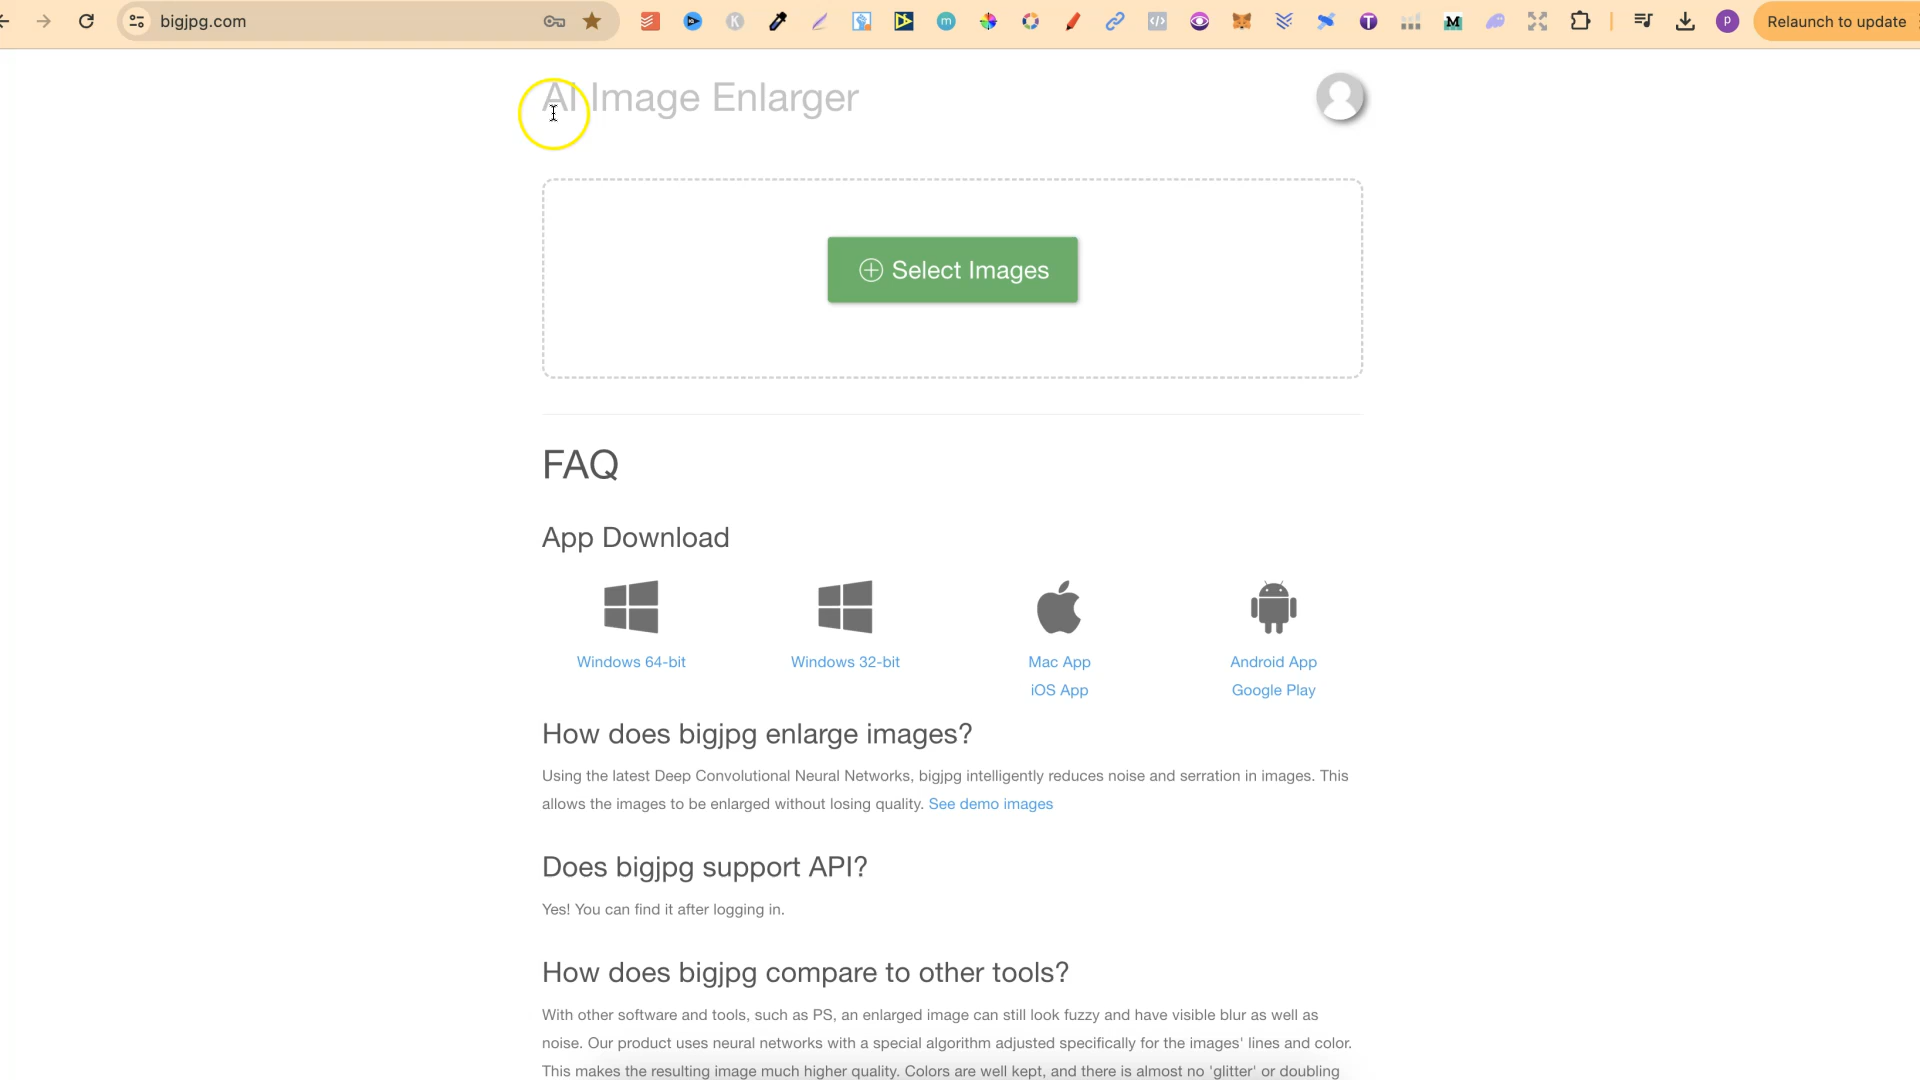 bigjpg.com
Relaunch to update
AI Image Enlarger
Select Images
FAQ
App Download
Windows 64-bit
Windows 32-bit
Mac App
Android App
iOS App
Google Play
How does bigjpg enlarge images?
Using the latest Deep Convolutional Neural Networks, bigjpg intelligently reduces noise and serration in images. This
allows the images to be enlarged without losing quality. See demo images
Does bigjpg support API?
Yes! You can find it after logging in.
How does bigjpg compare to other tools?
With other software and tools, such as PS, an enlarged image can still look fuzzy and have visible blur as well as
noise. Our product uses neural networks with a special algorithm adjusted specifically for the images' lines and color.
This makes the resulting image much higher quality. Colors are well kept, and there is almost no 'glitter' or doubling